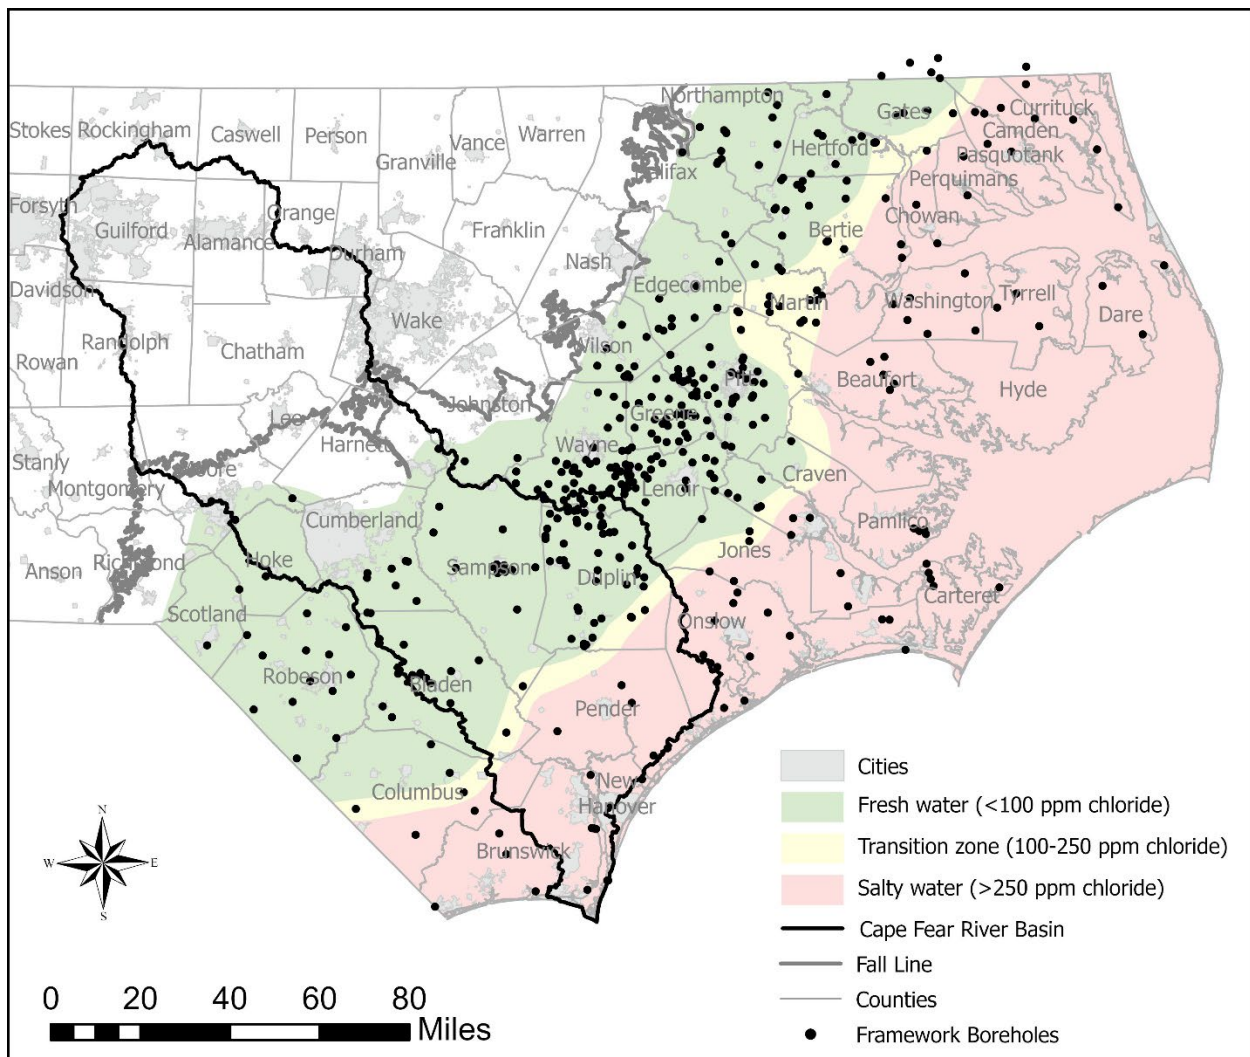 Northampton
Gates
Currituck
Camden
Pasquotank
Stokes
Rockingham
Caswell
Person
Vance
Warren
Granville
Hertford
Halifax
Perquimans
Forsyth
Orange
Chowan
Guilford
Alamance
Franklin
Bertie
Durham
Nash
Davidson
Edgecombe
Martin
Washington
Tyrrell
Dare
Wake
Randolph
Chatham
Wilson
Rowan
Pitt
Beaufort
Hyde
Johnston
Greene
Lee
Harnett
Wayne
Stanly
Moore
Craven
Montgomery
Lenoir
Cumberland
Pamlico
Anson
Richmond
Hoke
Sampson
Duplin
Jones
Carteret
Scotland
Onslow
Robeson
Bladen
Pender
Columbus
New
Hanover
Brunswick
N
W
E
S
Cities
Fresh water (<100 ppm chloride)
Transition zone (100-250 ppm chloride)
Salty water (>250 ppm chloride)
Cape Fear River Basin
Fall Line
Counties
Framework Boreholes
0 20 40 60 80
Miles